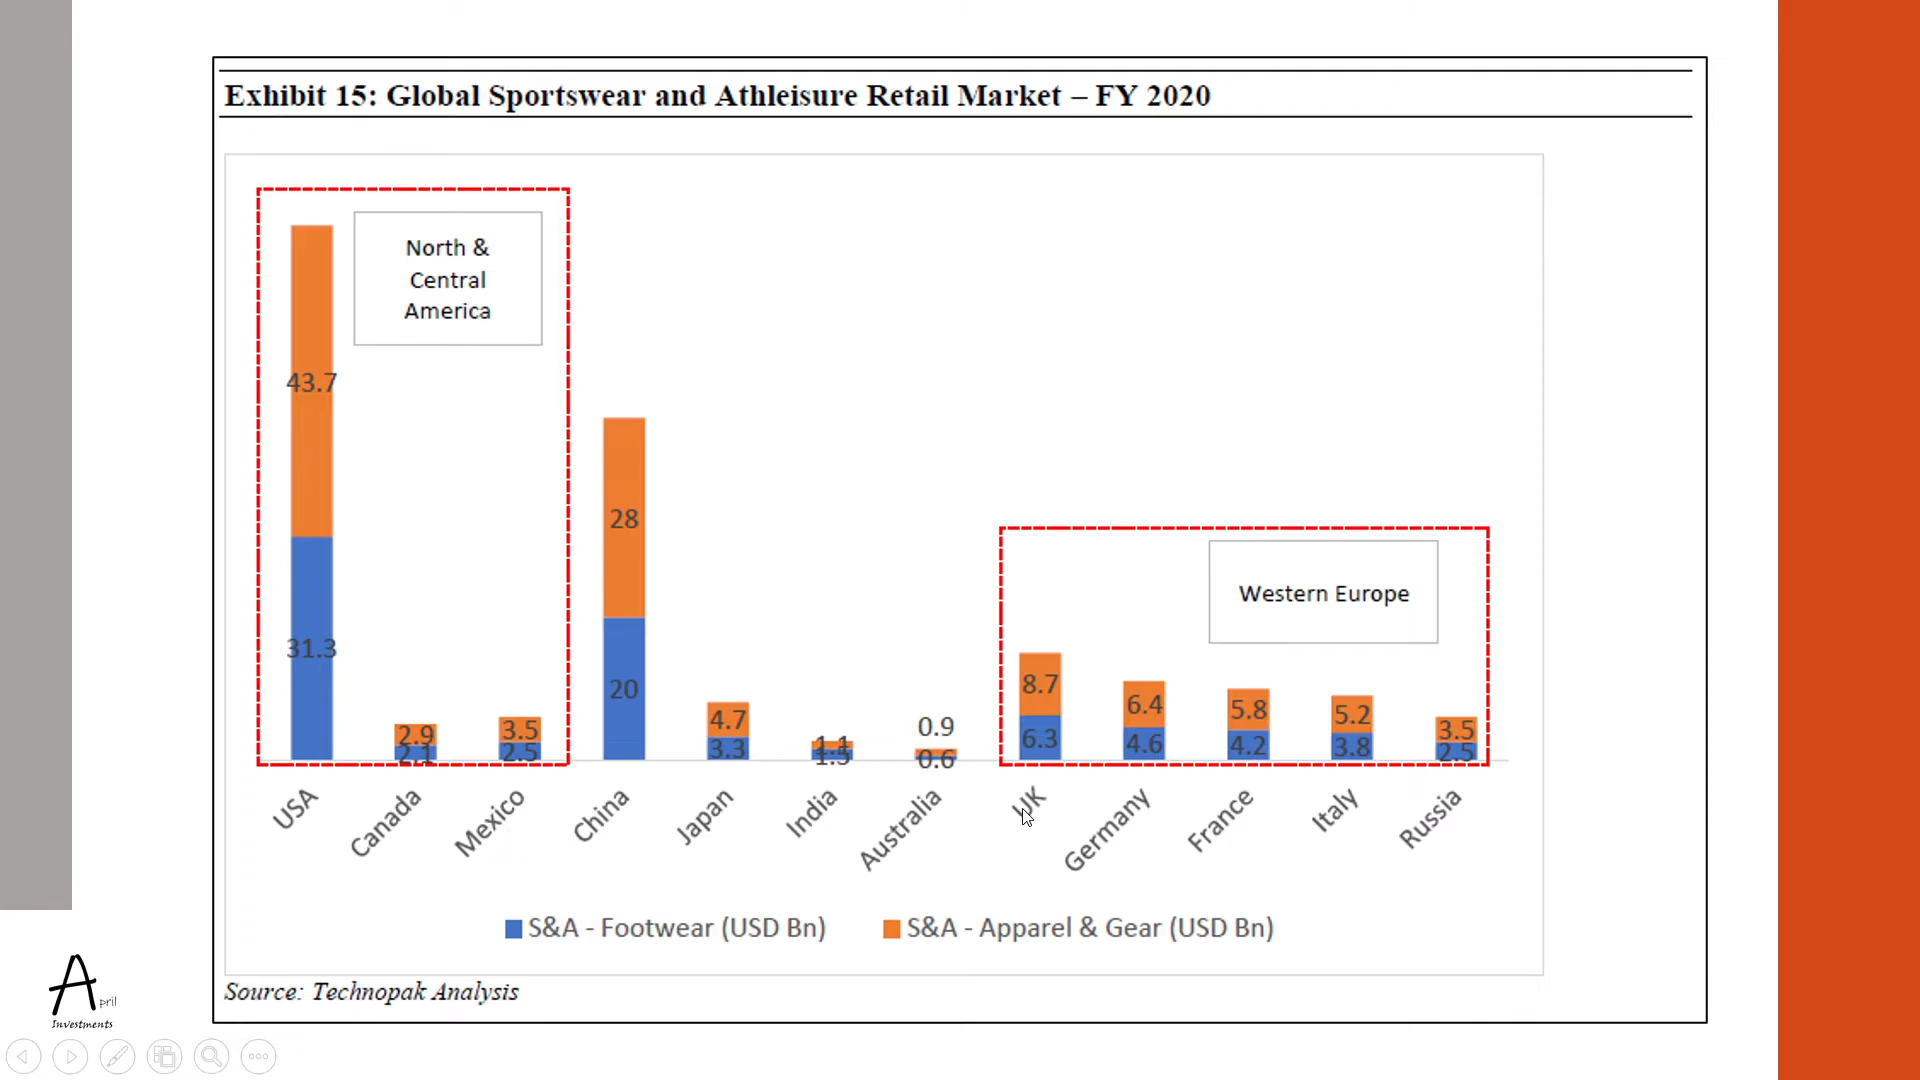 Exhibit 15: Global Sportswear and Athleisure Retail Market – FY 2020
North &
Central
America
43.7
31.3
2.9
2.1
3.5
2.5
28
20
4.7
3.3
1.1
1.5
0.9
0.6
Western Europe
8.7
6.3
6.4
4.6
5.8
4.2
5.2
3.8
3.5
2.5
USA
Canada
Mexico
China
Japan
India
Australia
UK
Germany
France
Italy
Russia
S&A - Footwear (USD Bn)
S&A - Apparel & Gear (USD Bn)
Source: Technopak Analysis
April
Investments